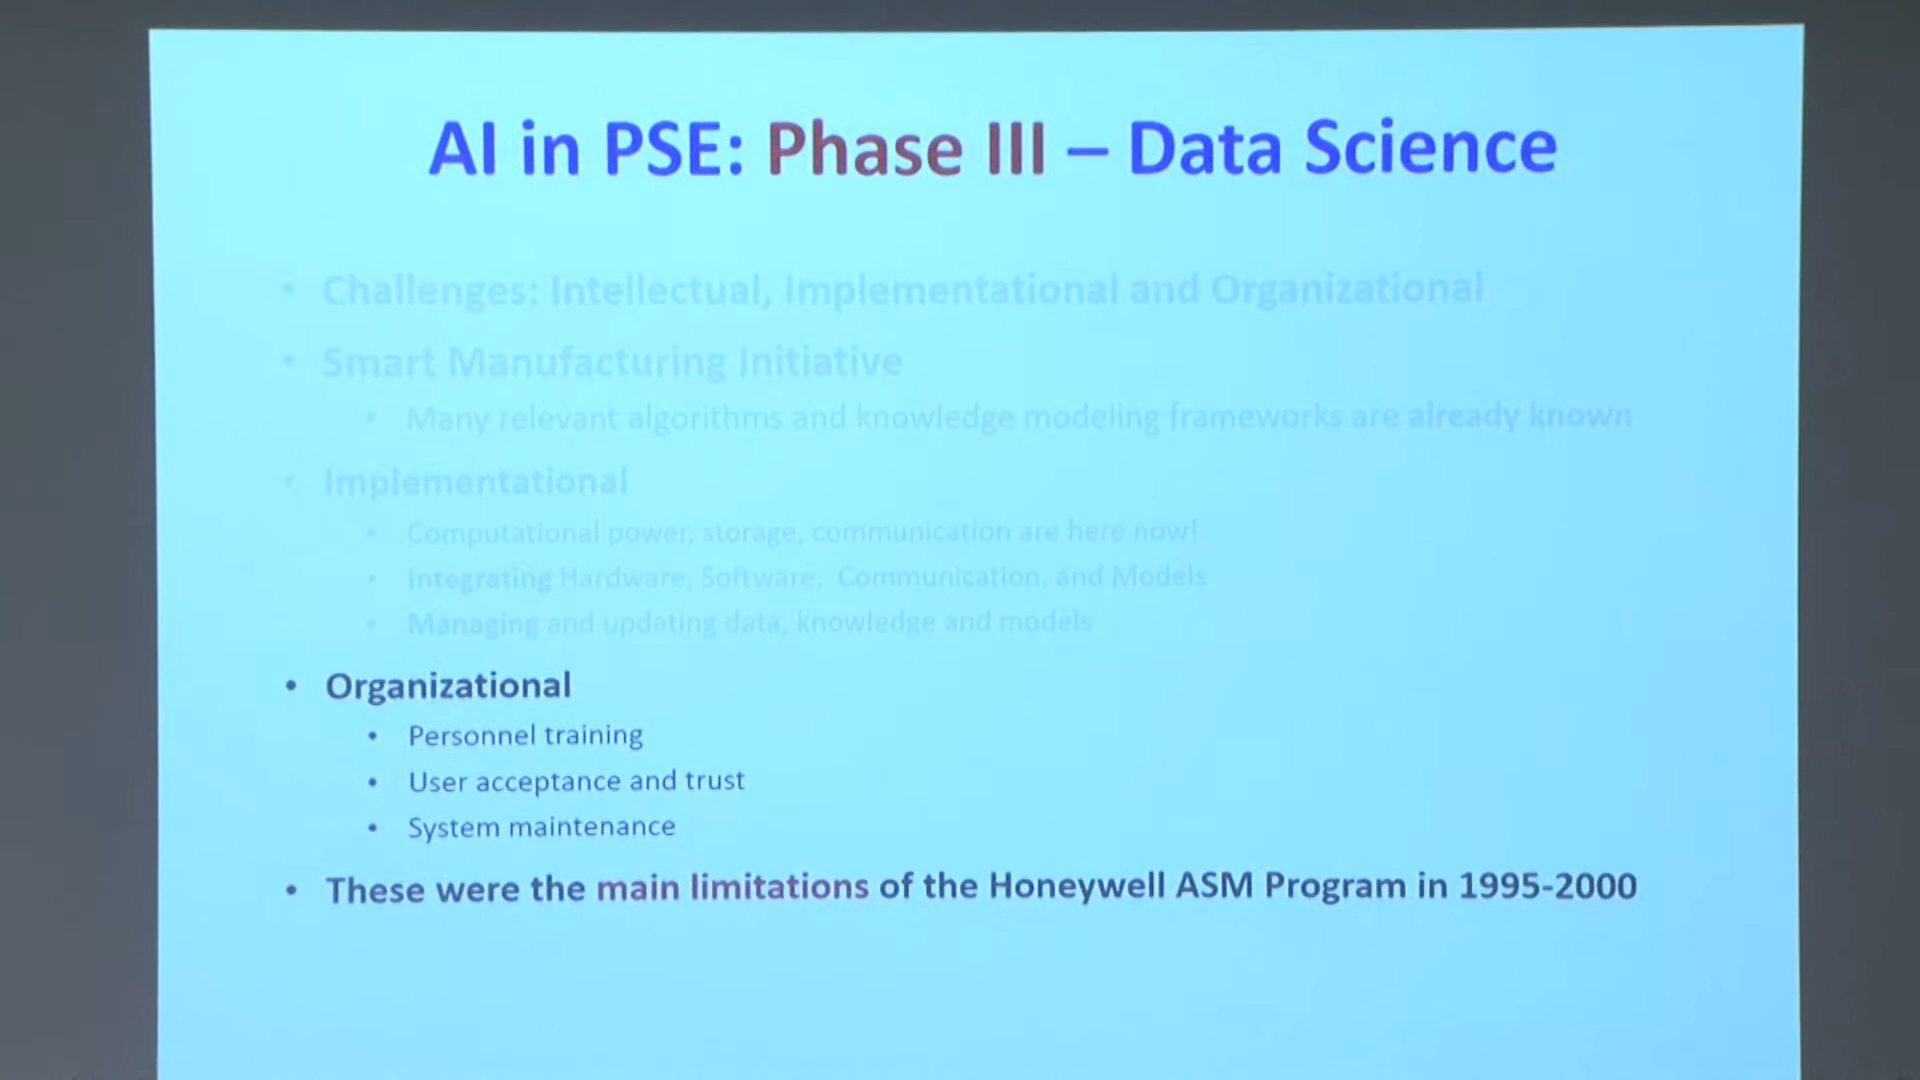 AI in PSE: Phase III – Data Science
• Challenges: Intellectual, Implementational and Organizational
• Smart Manufacturing Initiative
• Many relevant algorithms and knowledge modeling frameworks are already known
• Implementational
• Computational power, storage, communication are here now!
• Integrating Hardware, Software, Communication, and Models
• Managing and updating data, knowledge and models
• Organizational
• Personnel training
• User acceptance and trust
• System maintenance
• These were the main limitations of the Honeywell ASM Program in 1995-2000